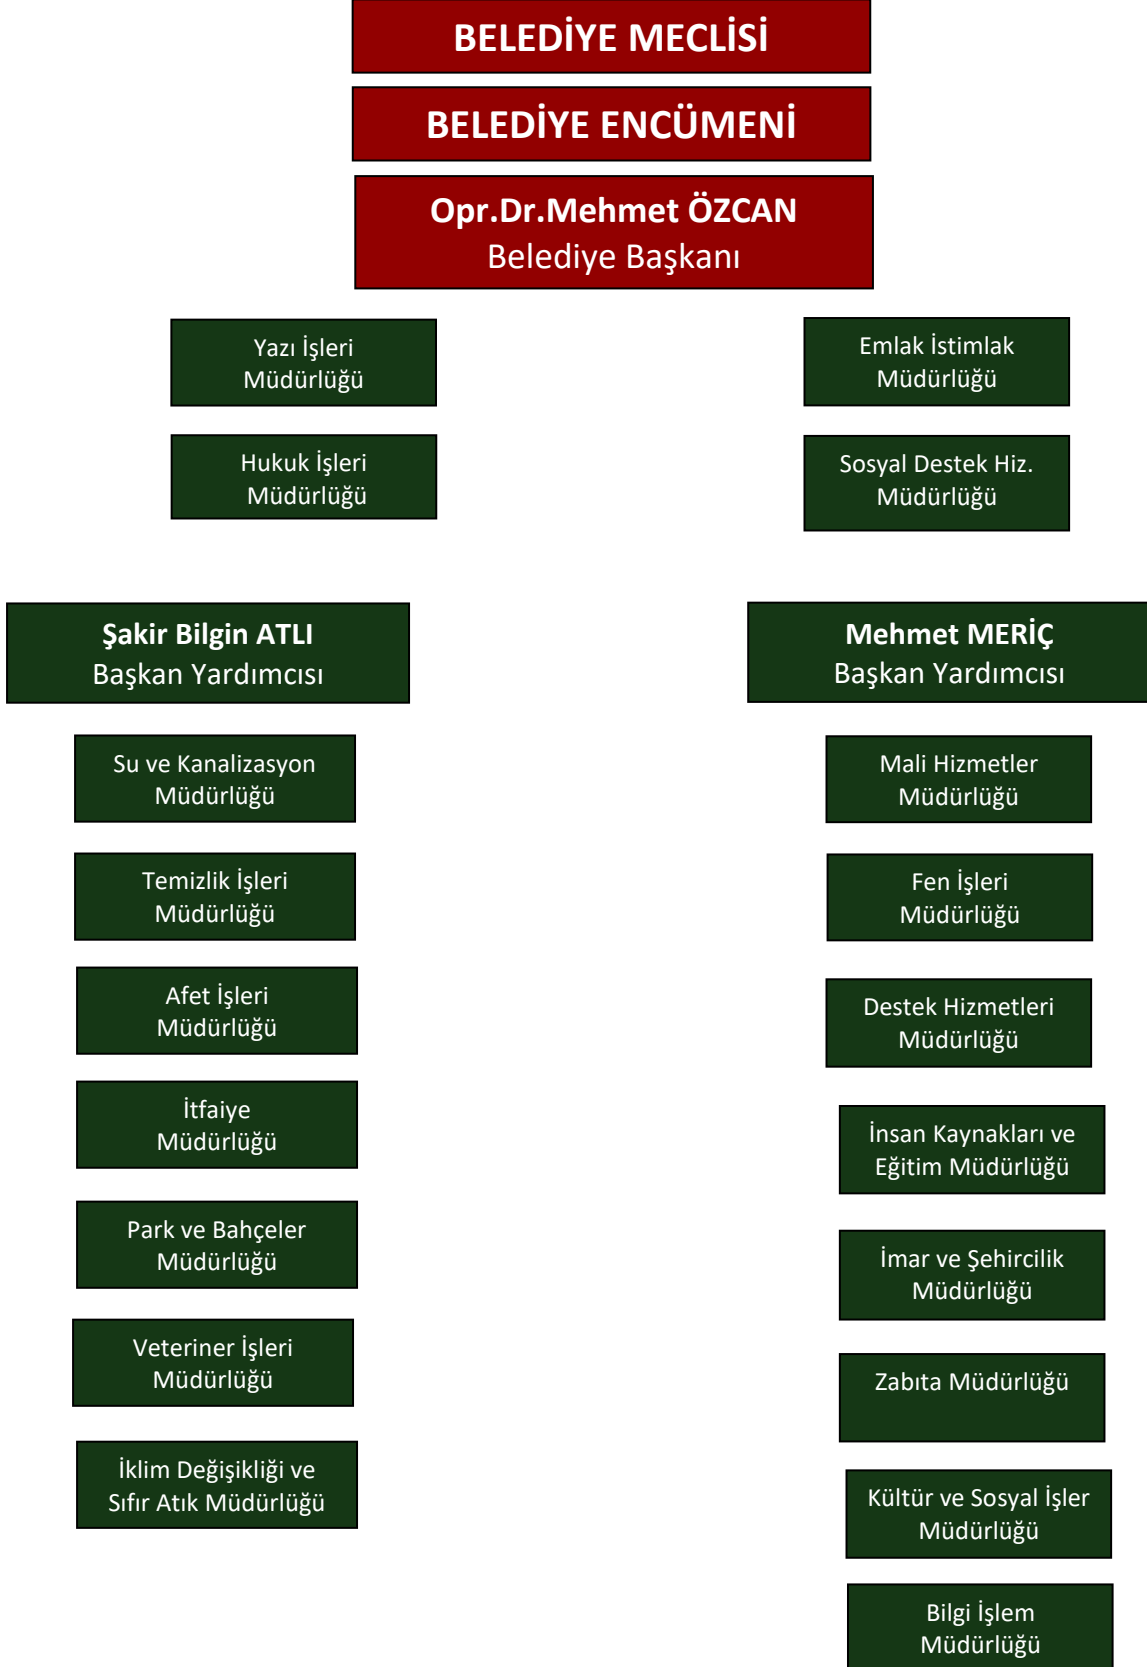 BELEDİYE MECLİSİ
BELEDİYE ENCÜMENİ
Opr.Dr.Mehmet ÖZCAN
Belediye Başkanı
Yazı İşleri
Müdürlüğü
Hukuk İşleri
Müdürlüğü
Emlak İstimlak
Müdürlüğü
Sosyal Destek Hiz.
Müdürlüğü
Şakir Bilgin ATLI
Başkan Yardımcısı
Su ve Kanalizasyon
Müdürlüğü
Temizlik İşleri
Müdürlüğü
Afet İşleri
Müdürlüğü
İtfaiye
Müdürlüğü
Park ve Bahçeler
Müdürlüğü
Veteriner İşleri
Müdürlüğü
İklim Değişikliği ve
Sıfır Atık Müdürlüğü
Mehmet MERİÇ
Başkan Yardımcısı
Mali Hizmetler
Müdürlüğü
Fen İşleri
Müdürlüğü
Destek Hizmetleri
Müdürlüğü
İnsan Kaynakları ve
Eğitim Müdürlüğü
İmar ve Şehircilik
Müdürlüğü
Zabıta Müdürlüğü
Kültür ve Sosyal İşler
Müdürlüğü
Bilgi İşlem
Müdürlüğü